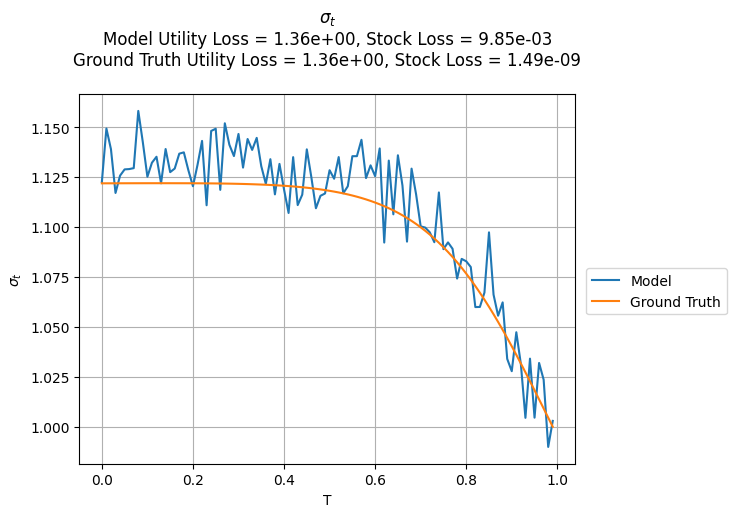 σt
Model Utility Loss = 1.36e+00, Stock Loss = 9.85e-03
Ground Truth Utility Loss = 1.36e+00, Stock Loss = 1.49e-09
1.150
1.125
1.100
1.075
1.050
1.025
1.000
σt
0.0 0.2 0.4 0.6 0.8 1.0
T
Model
Ground Truth